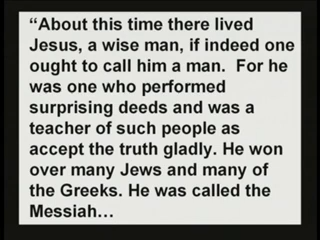 “About this time there lived
Jesus, a wise man, if indeed one
ought to call him a man.  For he
was one who performed
surprising deeds and was a
teacher of such people as
accept the truth gladly. He won
over many Jews and many of
the Greeks. He was called the
Messiah…